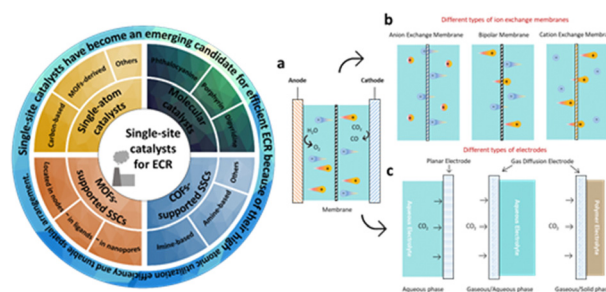 Single-site catalysts have become an emerging candidate for efficient ECR because of their high atomic utilization efficiency and tunable spatial arrangement.
Carbon-based
MOFs-derived
Others
Single-atom catalysts
Phthalocyanine
Porphyrin
Molecular catalysts
Single-site
catalysts
for ECR
MOFs-supported SSCs
Located in nodes
" in ligands
" in nanopores
COFs-supported SSCs
Imine-based
Amine-based
Others
a
Anode
Cathode
H₂O
O₂
CO₂
CO
Membrane
b
Different types of ion-exchange membranes
Anion Exchange Membrane
Bipolar Membrane
Cation Exchange Membrane
Different types of electrodes
c
Planar Electrode
Gas Diffusion Electrode
Aqueous Electrolyte
CO₂
Aqueous Electrolyte
CO₂
Polymer Electrolyte
CO₂
Aqueous phase
Gaseous/Aqueous phase
Gaseous/Solid phase